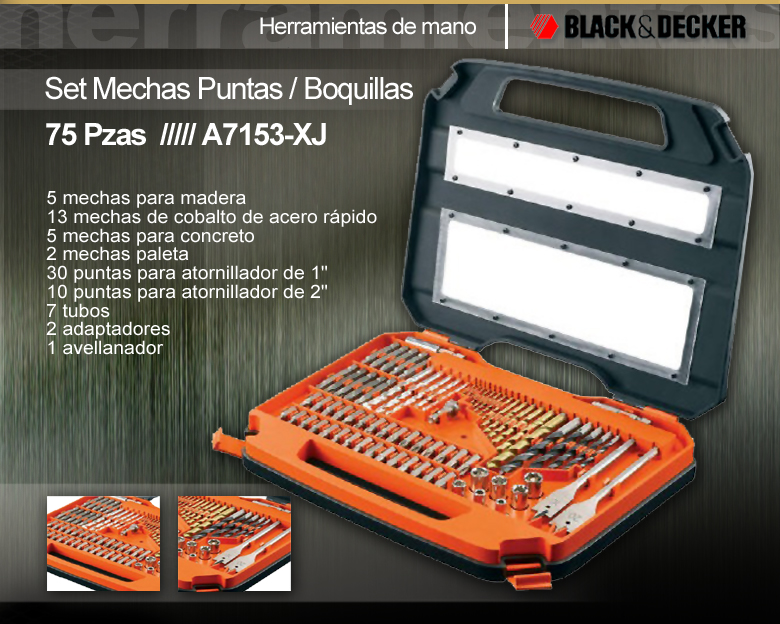 herramientas
Herramientas de mano
BLACK&DECKER
Set Mechas Puntas / Boquillas
75 Pzas ///// A7153-XJ
5 mechas para madera
13 mechas de cobalto de acero rápido
5 mechas para concreto
2 mechas paleta
30 puntas para atornillador de 1"
10 puntas para atornillador de 2"
7 tubos
2 adaptadores
1 avellanador